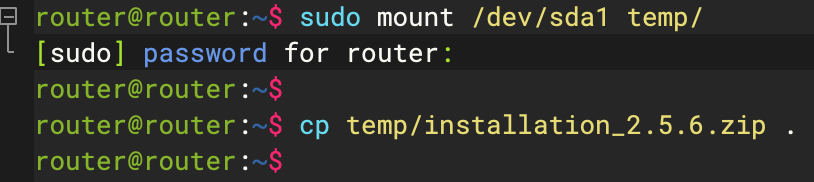 router@router:~$ sudo mount /dev/sda1 temp/
[sudo] password for router:
router@router:~$
router@router:~$ cp temp/installation_2.5.6.zip .
router@router:~$